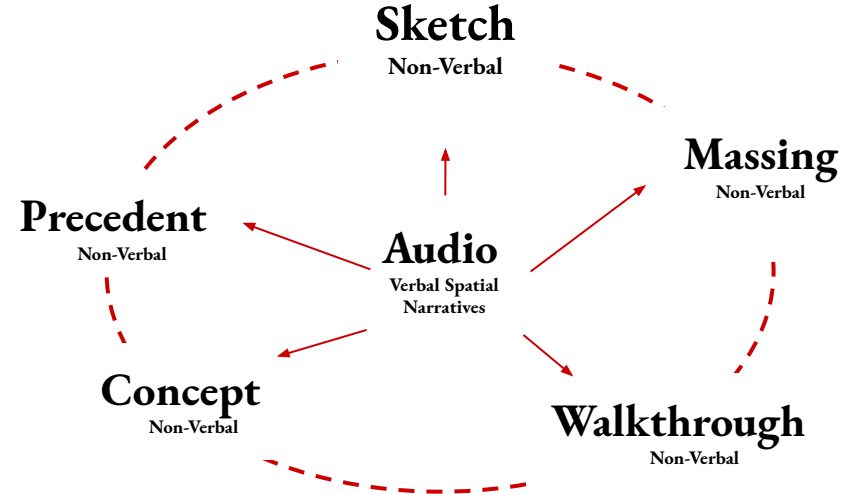 Sketch
Non-Verbal
Massing
Non-Verbal
Precedent
Non-Verbal
Audio
Verbal Spatial
Narratives
Concept
Non-Verbal
Walkthrough
Non-Verbal